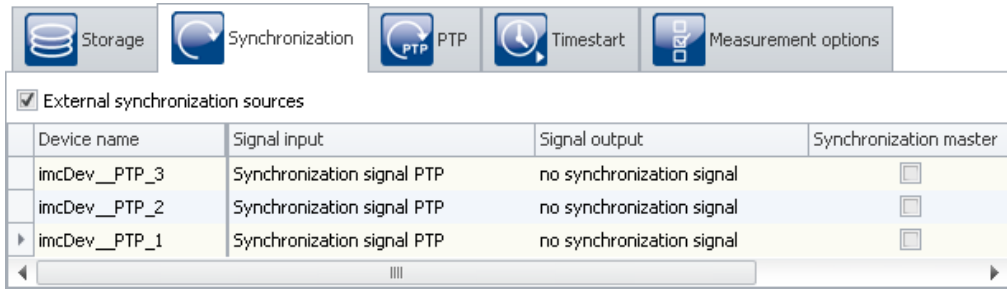 Storage Synchronization PTP PTP Timestart Measurement options
External synchronization sources
Device name Signal input Signal output Synchronization master
imcDev__PTP_3 Synchronization signal PTP no synchronization signal
imcDev__PTP_2 Synchronization signal PTP no synchronization signal
imcDev__PTP_1 Synchronization signal PTP no synchronization signal